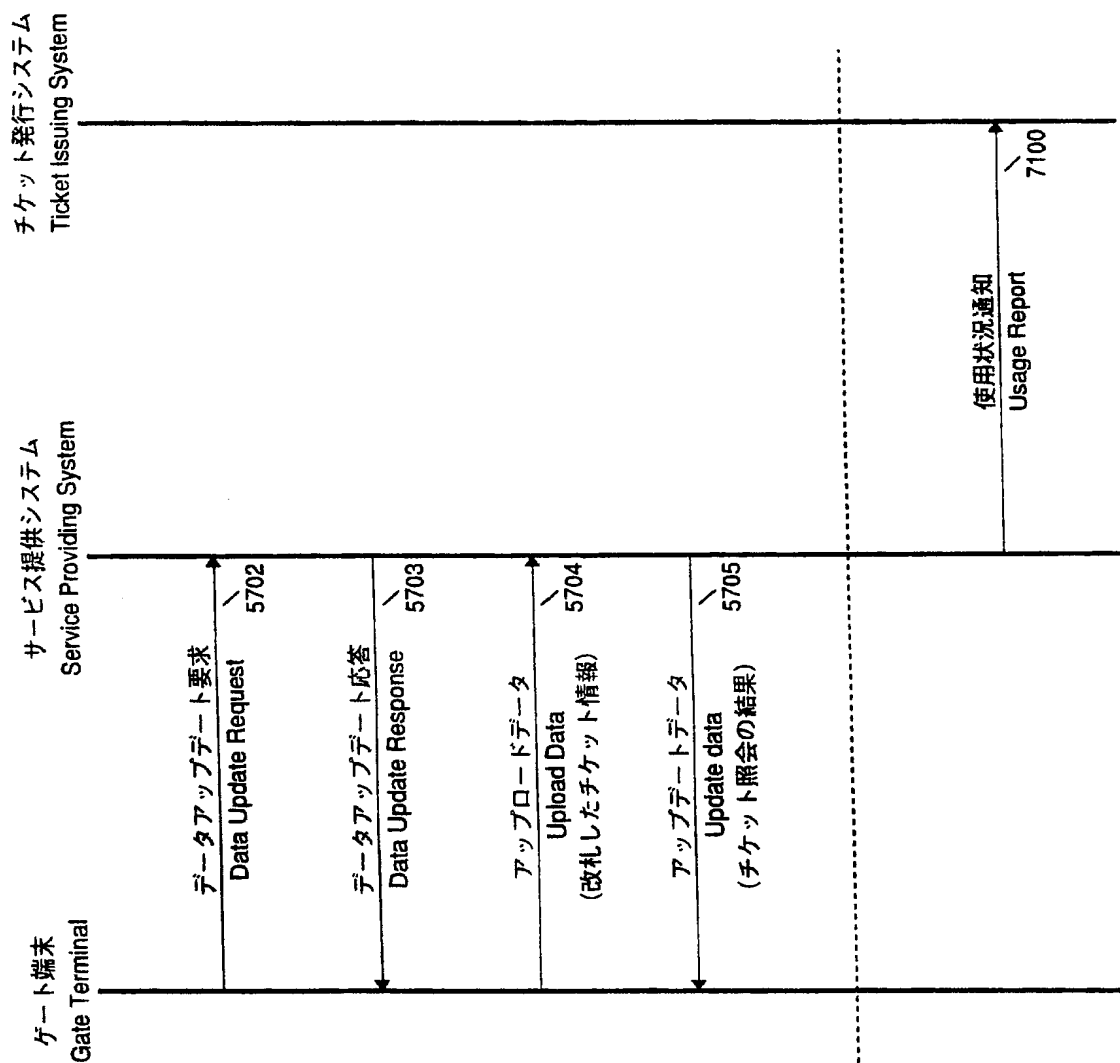 ゲート端末
Gate Terminal
サービス提供システム
Service Providing System
チケット発行システム
Ticket Issuing System
データアップデート要求
Data Update Request
5702
データアップデート応答
Data Update Response
5703
アップロードデータ
Upload Data
(改札したチケット情報)
5704
アップデートデータ
Update data
(チケット照会の結果)
5705
使用状況通知
Usage Report
7100